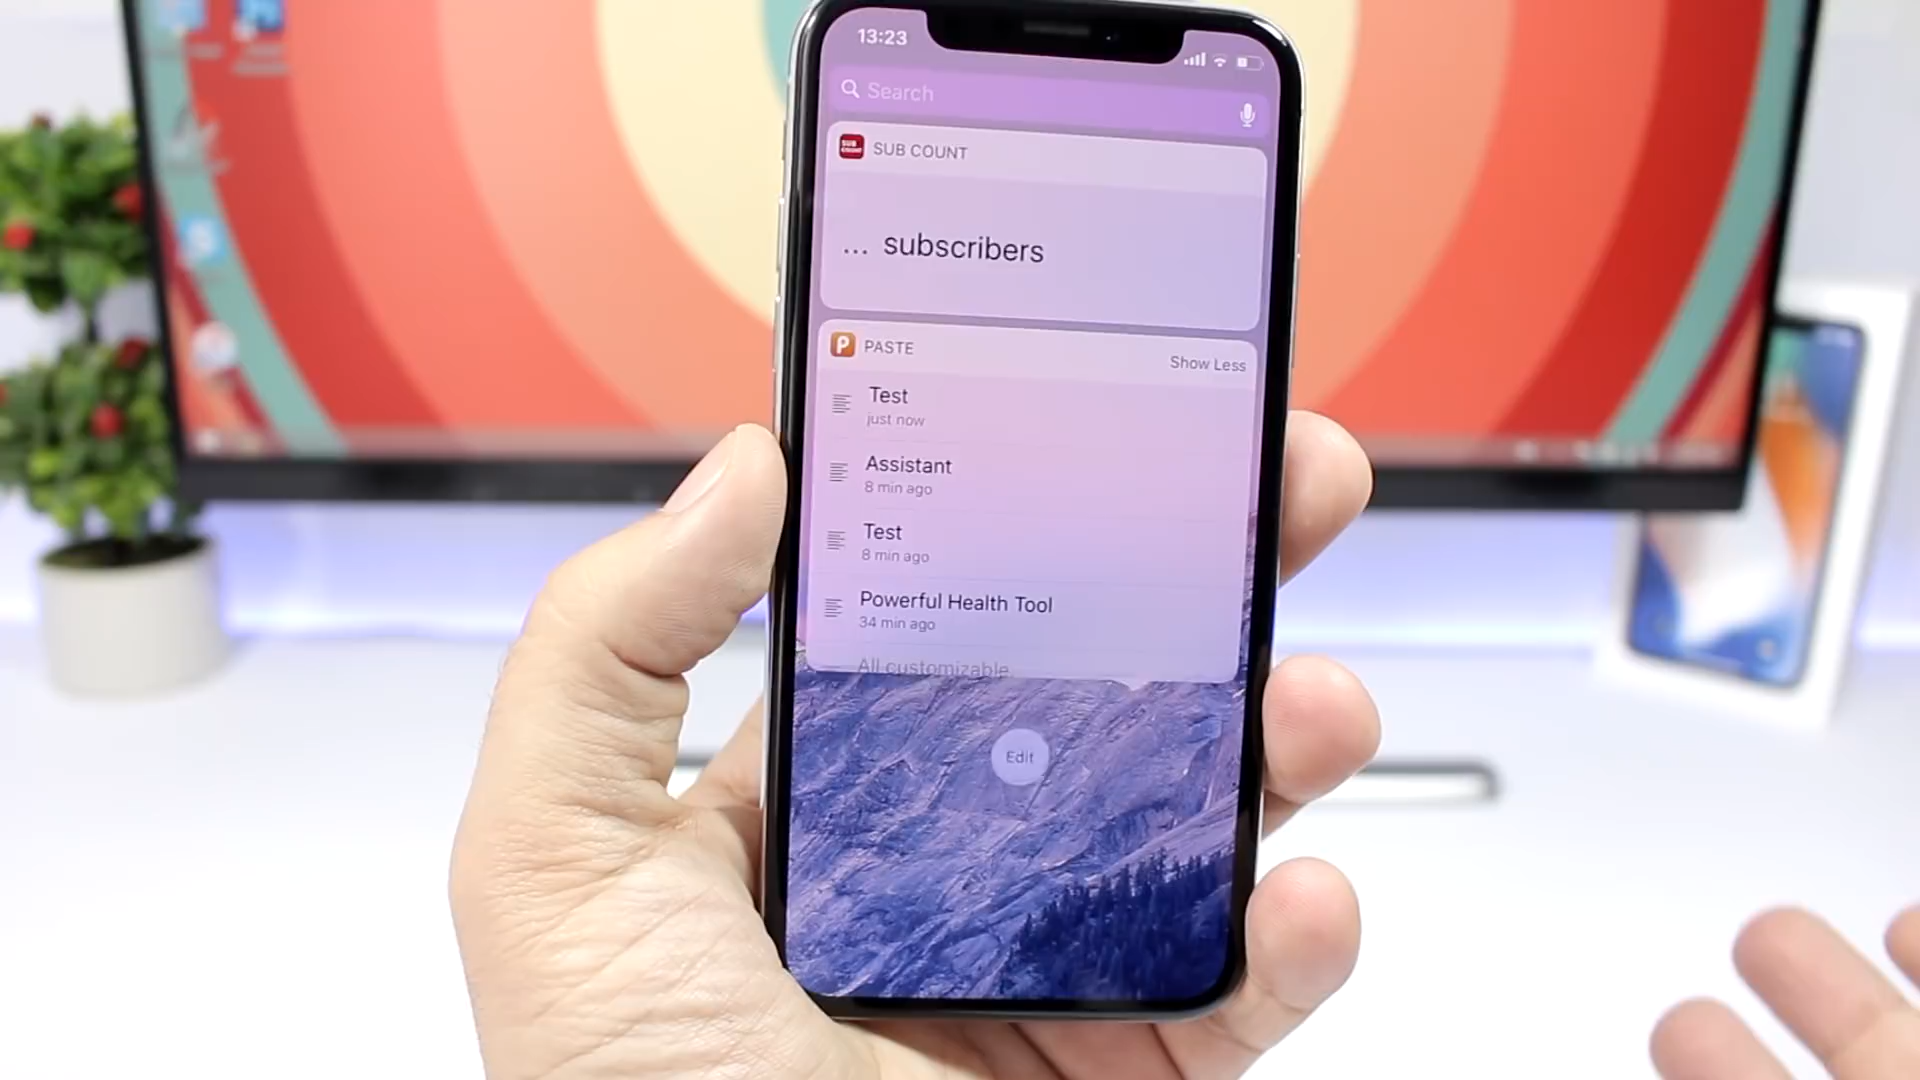 13:23
Search
SUB COUNT
... subscribers
PASTE
Show Less
Test
just now
Assistant
8 min ago
Test
8 min ago
Powerful Health Tool
34 min ago
All customizable
Edit